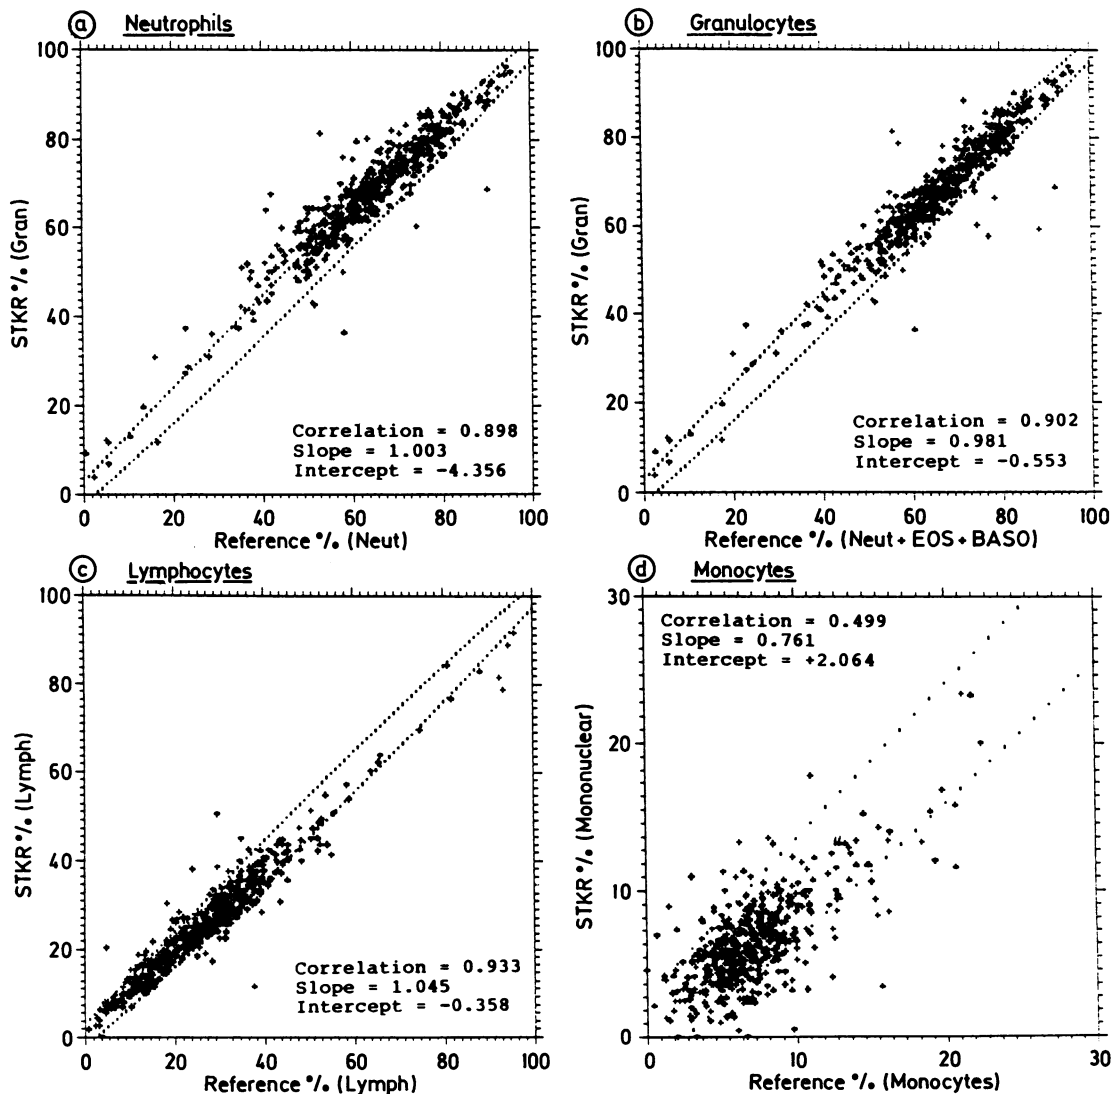 a Neutrophils
100
80
60
40
20
0
STKR % (Gran)
Correlation = 0.898
Slope = 1.003
Intercept = -4.356
0 20 40 60 80 100
Reference % (Neut)
b Granulocytes
100
80
60
40
20
0
STKR % (Gran)
Correlation = 0.902
Slope = 0.981
Intercept = -0.553
0 20 40 60 80 100
Reference % (Neut + EOS + BASO)
c Lymphocytes
100
80
60
40
20
0
STKR % (Lymph)
Correlation = 0.933
Slope = 1.045
Intercept = -0.358
0 20 40 60 80 100
Reference % (Lymph)
d Monocytes
30
20
10
0
STKR % (Mononuclear)
Correlation = 0.499
Slope = 0.761
Intercept = +2.064
0 10 20 30
Reference % (Monocytes)